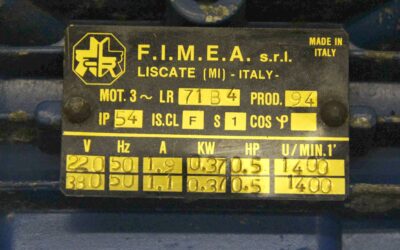 F.I.M.E.A. s.r.l.
MADE IN
ITALY
LISCATE (MI) - ITALY-
MOT. 3~ LR 71B4 PROD. 94
IP 54 IS.CL F S 1 COS φ
V Hz A KW HP U/MIN.1'
220 50 1.9 0.37 0.5 1400
380 50 1.1 0.37 0.5 1400